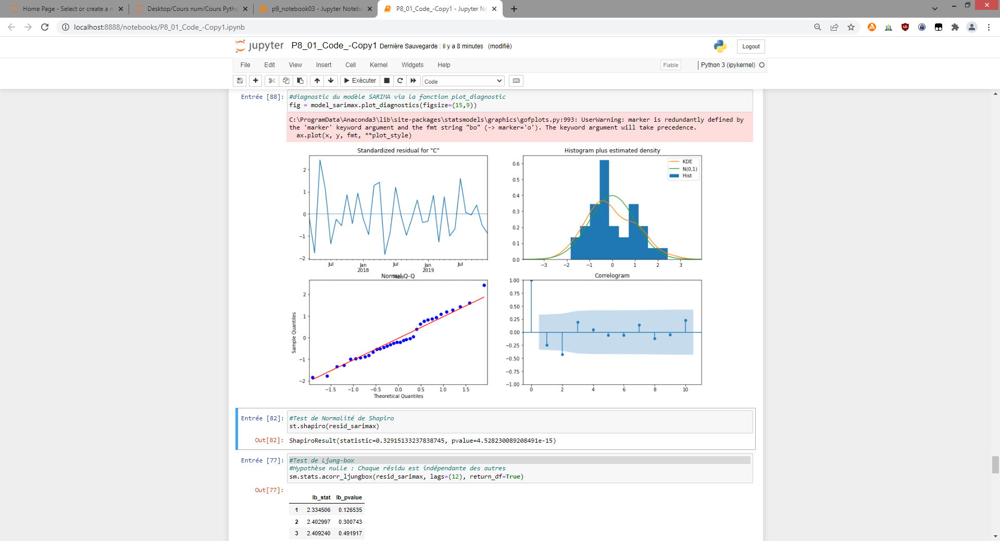 Home Page - Select or create a n
Desktop/Cours num/Cours Pytho
p9_notebook03 - Jupyter Noteb
P8_01_Code_-Copy1 - Jupyter N
localhost:8888/notebooks/P8_01_Code_-Copy1.ipynb
jupyter P8_01_Code_-Copy1 Dernière Sauvegarde : il y a 8 minutes (modifié)
Logout
File Edit View Insert Cell Kernel Widgets Help
Fiable
Python 3 (ipykernel)
Exécuter
Code
Entrée [88]: #diagnostic du modèle SARIMA via la fonction plot_diagnostic
fig = model_sarimax.plot_diagnostics(figsize=(15,9))
C:\ProgramData\Anaconda3\lib\site-packages\statsmodels\graphics\gofplots.py:993: UserWarning: marker is redundantly defined by
the 'marker' keyword argument and the fmt string "bo" (-> marker='o'). The keyword argument will take precedence.
ax.plot(x, y, fmt, **plot_style)
Standardized residual for "C"
2
1
0
−1
−2
Jul Jan Jul Jan Jul
2018 2019
Mois
Histogram plus estimated density
KDE
N(0,1)
Hist
0.6
0.5
0.4
0.3
0.2
0.1
0.0
−3 −2 −1 0 1 2 3
Normal Q-Q
Sample Quantiles
2
1
0
−1
−2
−1.5 −1.0 −0.5 0.0 0.5 1.0 1.5
Theoretical Quantiles
Correlogram
1.00
0.75
0.50
0.25
0.00
−0.25
−0.50
−0.75
−1.00
0 2 4 6 8 10
Entrée [82]: #Test de Normalité de Shapiro
st.shapiro(resid_sarimax)
Out[82]: ShapiroResult(statistic=0.32915133237838745, pvalue=4.528230089208491e-15)
Entrée [77]: #Test de Ljung-box
#Hypothèse nulle : Chaque résidu est indépendante des autres
sm.stats.acorr_ljungbox(resid_sarimax, lags=(12), return_df=True)
Out[77]:
lb_stat lb_pvalue
1 2.334506 0.126535
2 2.402997 0.300743
3 2.409240 0.491917